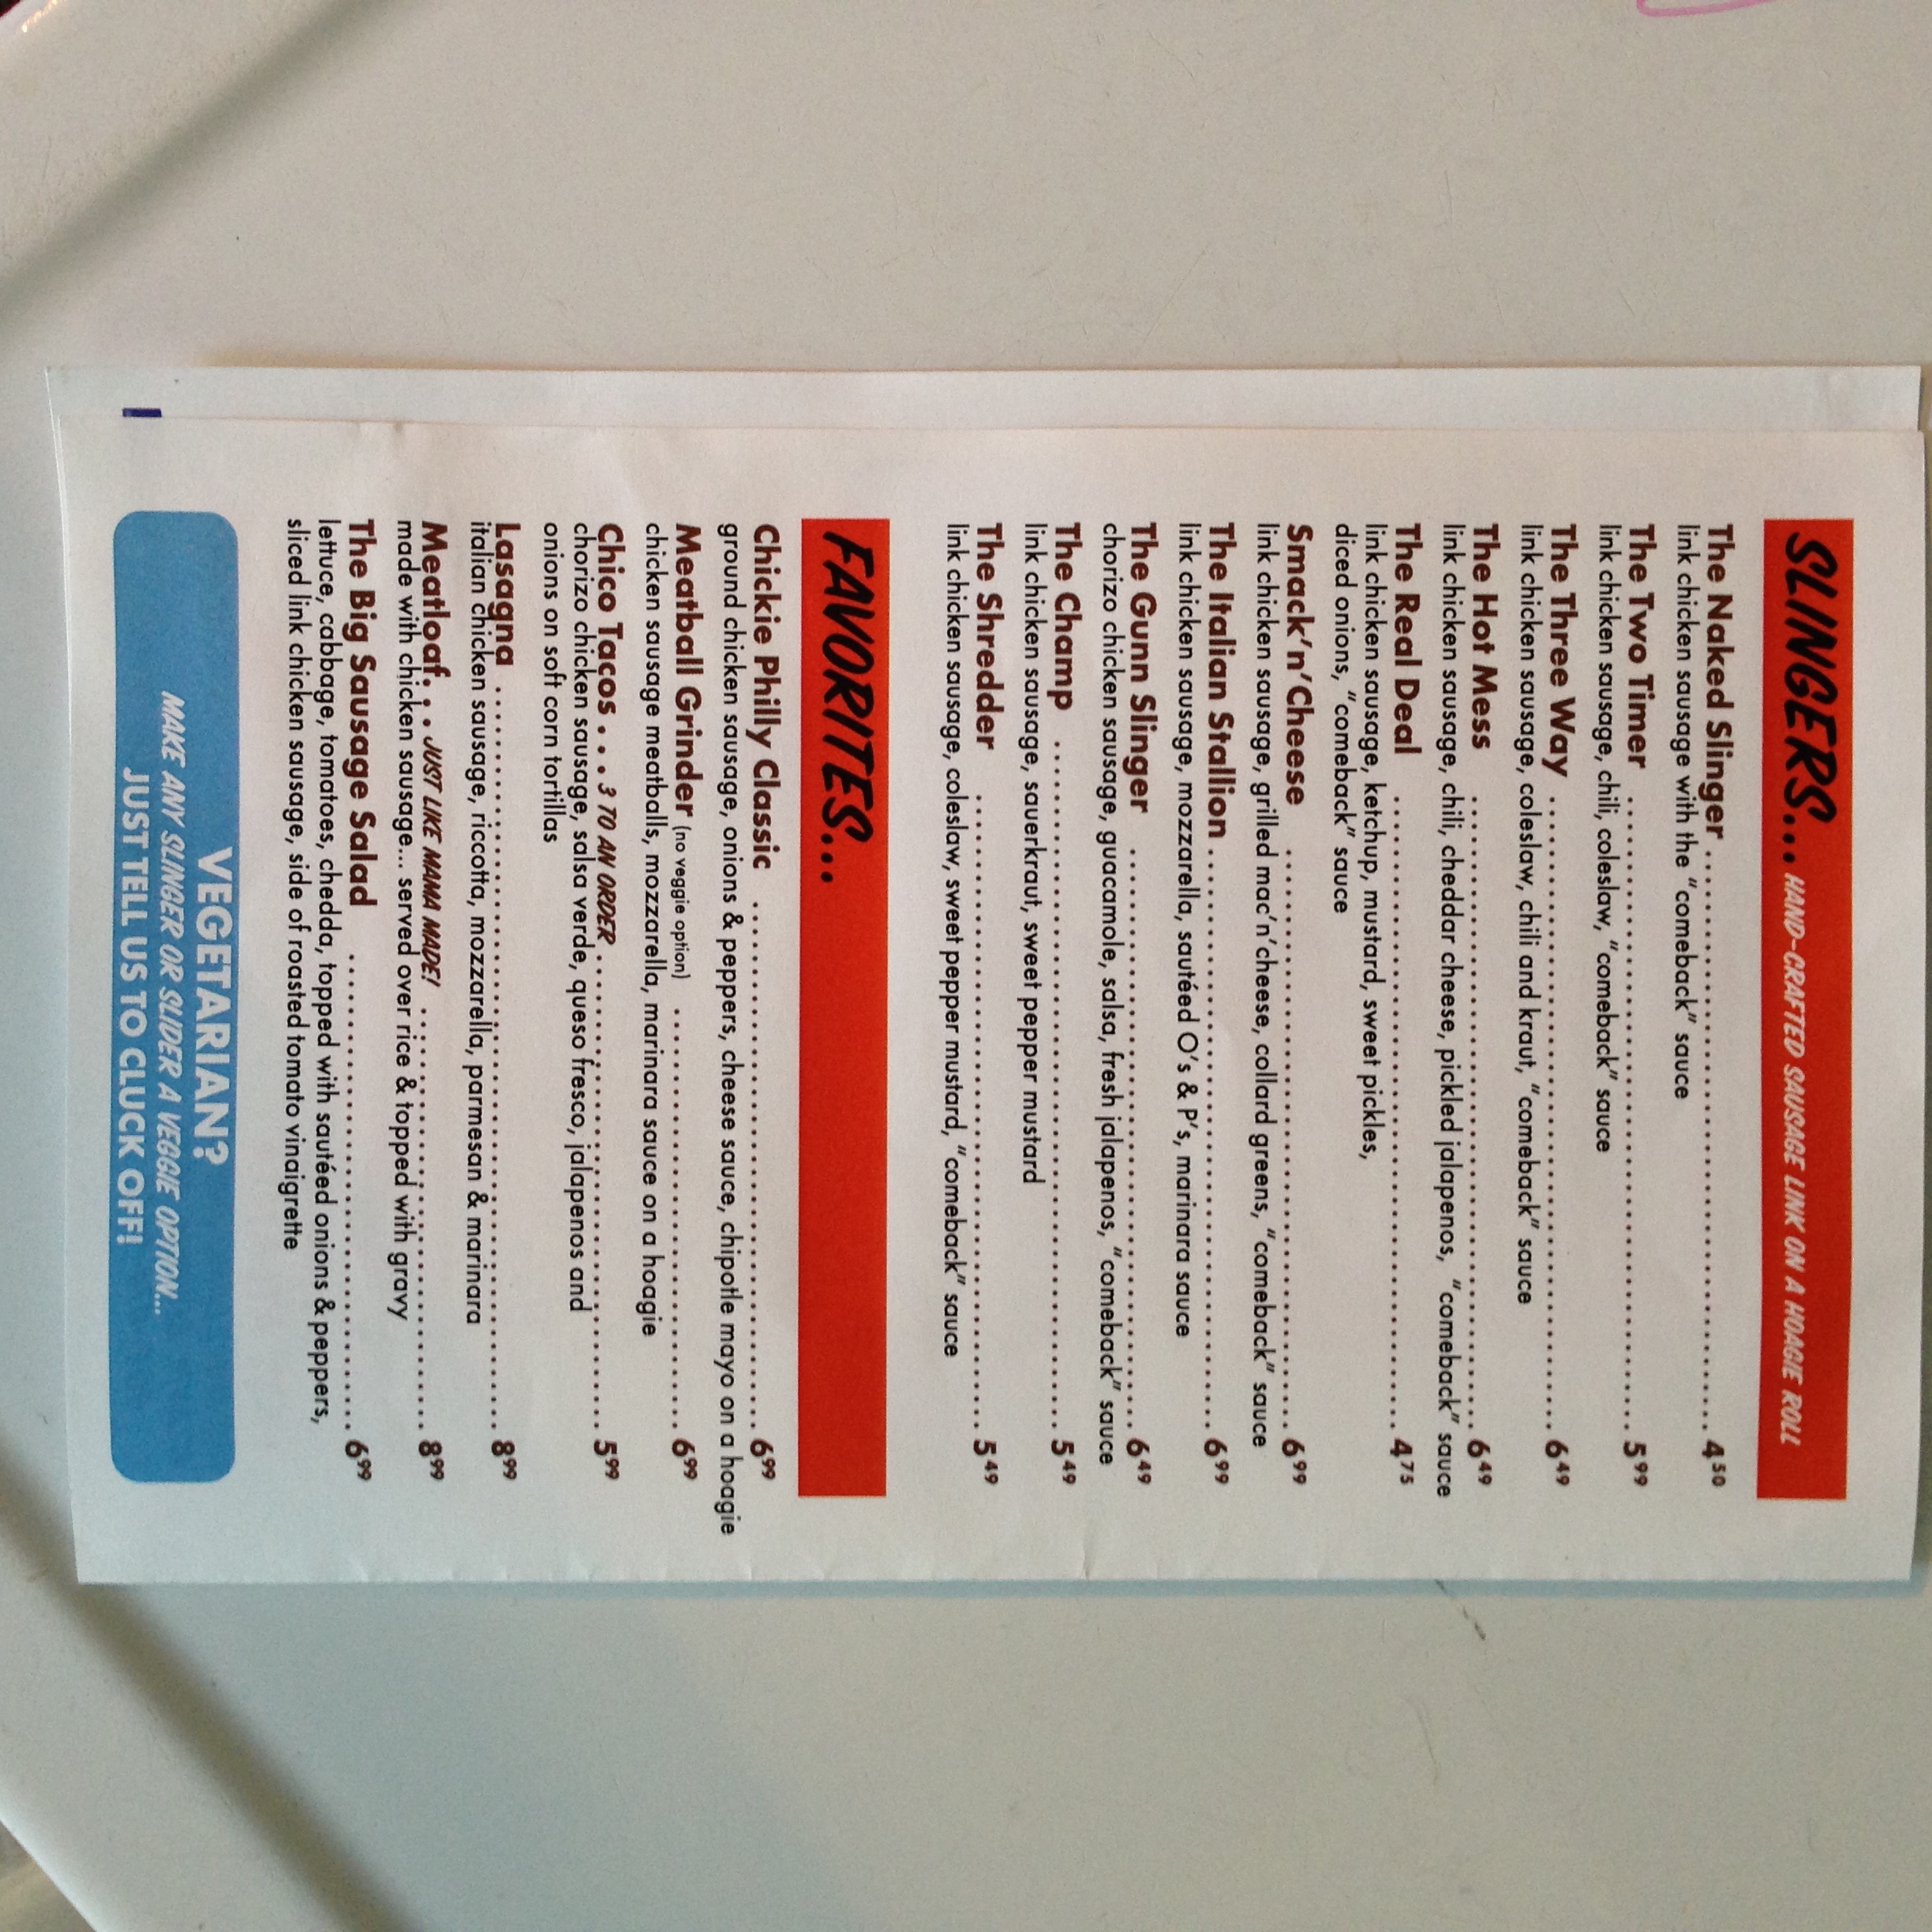 SLINGERS... HAND-CRAFTED SAUSAGE LINK ON A HOAGIE ROLL
The Naked Slinger 4.50
link chicken sausage with the "comeback" sauce
The Two Timer 5.99
link chicken sausage, chili, coleslaw, "comeback" sauce
The Three Way 6.49
link chicken sausage, coleslaw, chili and kraut, "comeback" sauce
The Hot Mess 6.49
link chicken sausage, chili, cheddar cheese, pickled jalapenos, "comeback" sauce
The Real Deal 4.75
link chicken sausage, ketchup, mustard, sweet pickles,
diced onions, "comeback" sauce
Smack'n'Cheese 6.99
link chicken sausage, grilled mac'n'cheese, collard greens, "comeback" sauce
The Italian Stallion 6.99
link chicken sausage, mozzarella, sautéed O's & P's, marinara sauce
The Gunn Slinger 6.49
chorizo chicken sausage, guacamole, salsa, fresh jalapenos, "comeback" sauce
The Champ 5.49
link chicken sausage, sauerkraut, sweet pepper mustard
The Shredder 5.49
link chicken sausage, coleslaw, sweet pepper mustard, "comeback" sauce
FAVORITES...
Chickie Philly Classic 6.99
ground chicken sausage, onions & peppers, cheese sauce, chipotle mayo on a hoagie
Meatball Grinder (no veggie option) 6.99
chicken sausage meatballs, mozzarella, marinara sauce on a hoagie
Chico Tacos... 3 TO AN ORDER 5.99
chorizo chicken sausage, salsa verde, queso fresco, jalapenos and
onions on soft corn tortillas
Lasagna 8.99
italian chicken sausage, riccotta, mozzarella, parmesan & marinara
Meatloaf... JUST LIKE MAMA MADE! 8.99
made with chicken sausage... served over rice & topped with gravy
The Big Sausage Salad 6.99
lettuce, cabbage, tomatoes, chedda, topped with sautéed onions & peppers,
sliced link chicken sausage, side of roasted tomato vinaigrette
VEGETARIAN?
MAKE ANY SLINGER OR SLIDER A VEGGIE OPTION...
JUST TELL US TO CLUCK OFF!